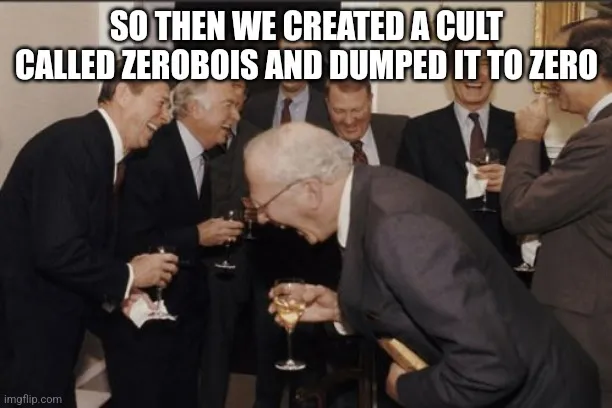 SO THEN WE CREATED A CULT
CALLED ZEROBOIS AND DUMPED IT TO ZERO
imgflip.com